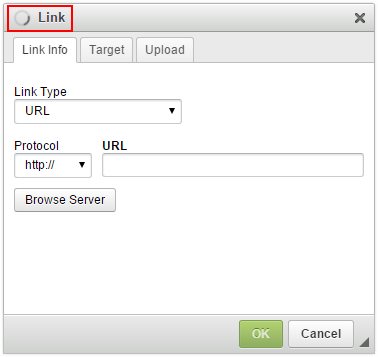 Link
Link Info Target Upload
Link Type
URL
Protocol URL
http://
Browse Server
OK Cancel